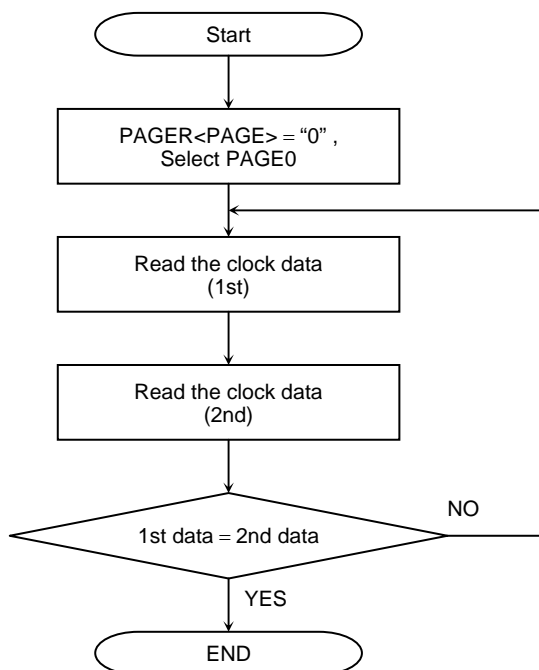 Start
PAGER<PAGE> = “0” ,
Select PAGE0
Read the clock data
(1st)
Read the clock data
(2nd)
1st data = 2nd data
NO
YES
END